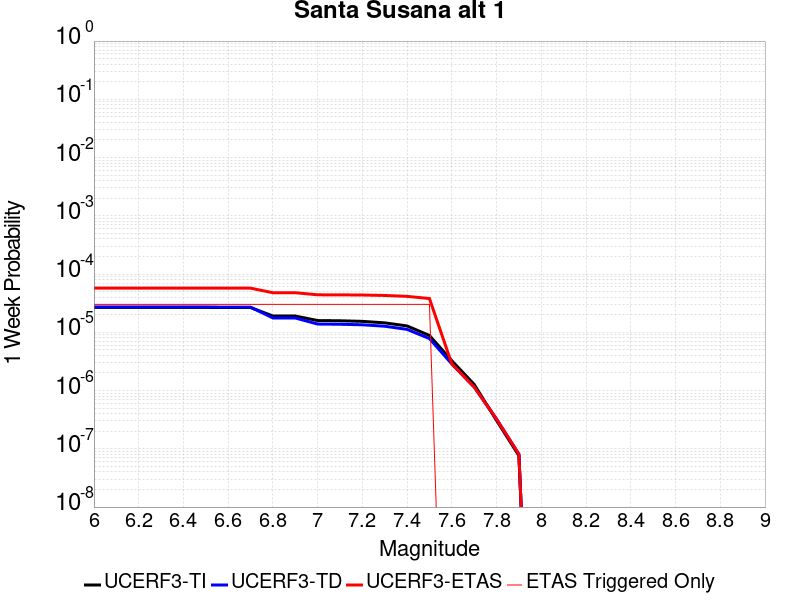 Santa Susana alt 1
10^0
10^-1
10^-2
10^-3
10^-4
10^-5
10^-6
10^-7
10^-8
1 Week Probability
6 6.2 6.4 6.6 6.8 7 7.2 7.4 7.6 7.8 8 8.2 8.4 8.6 8.8 9
Magnitude
UCERF3-TI UCERF3-TD UCERF3-ETAS ETAS Triggered Only